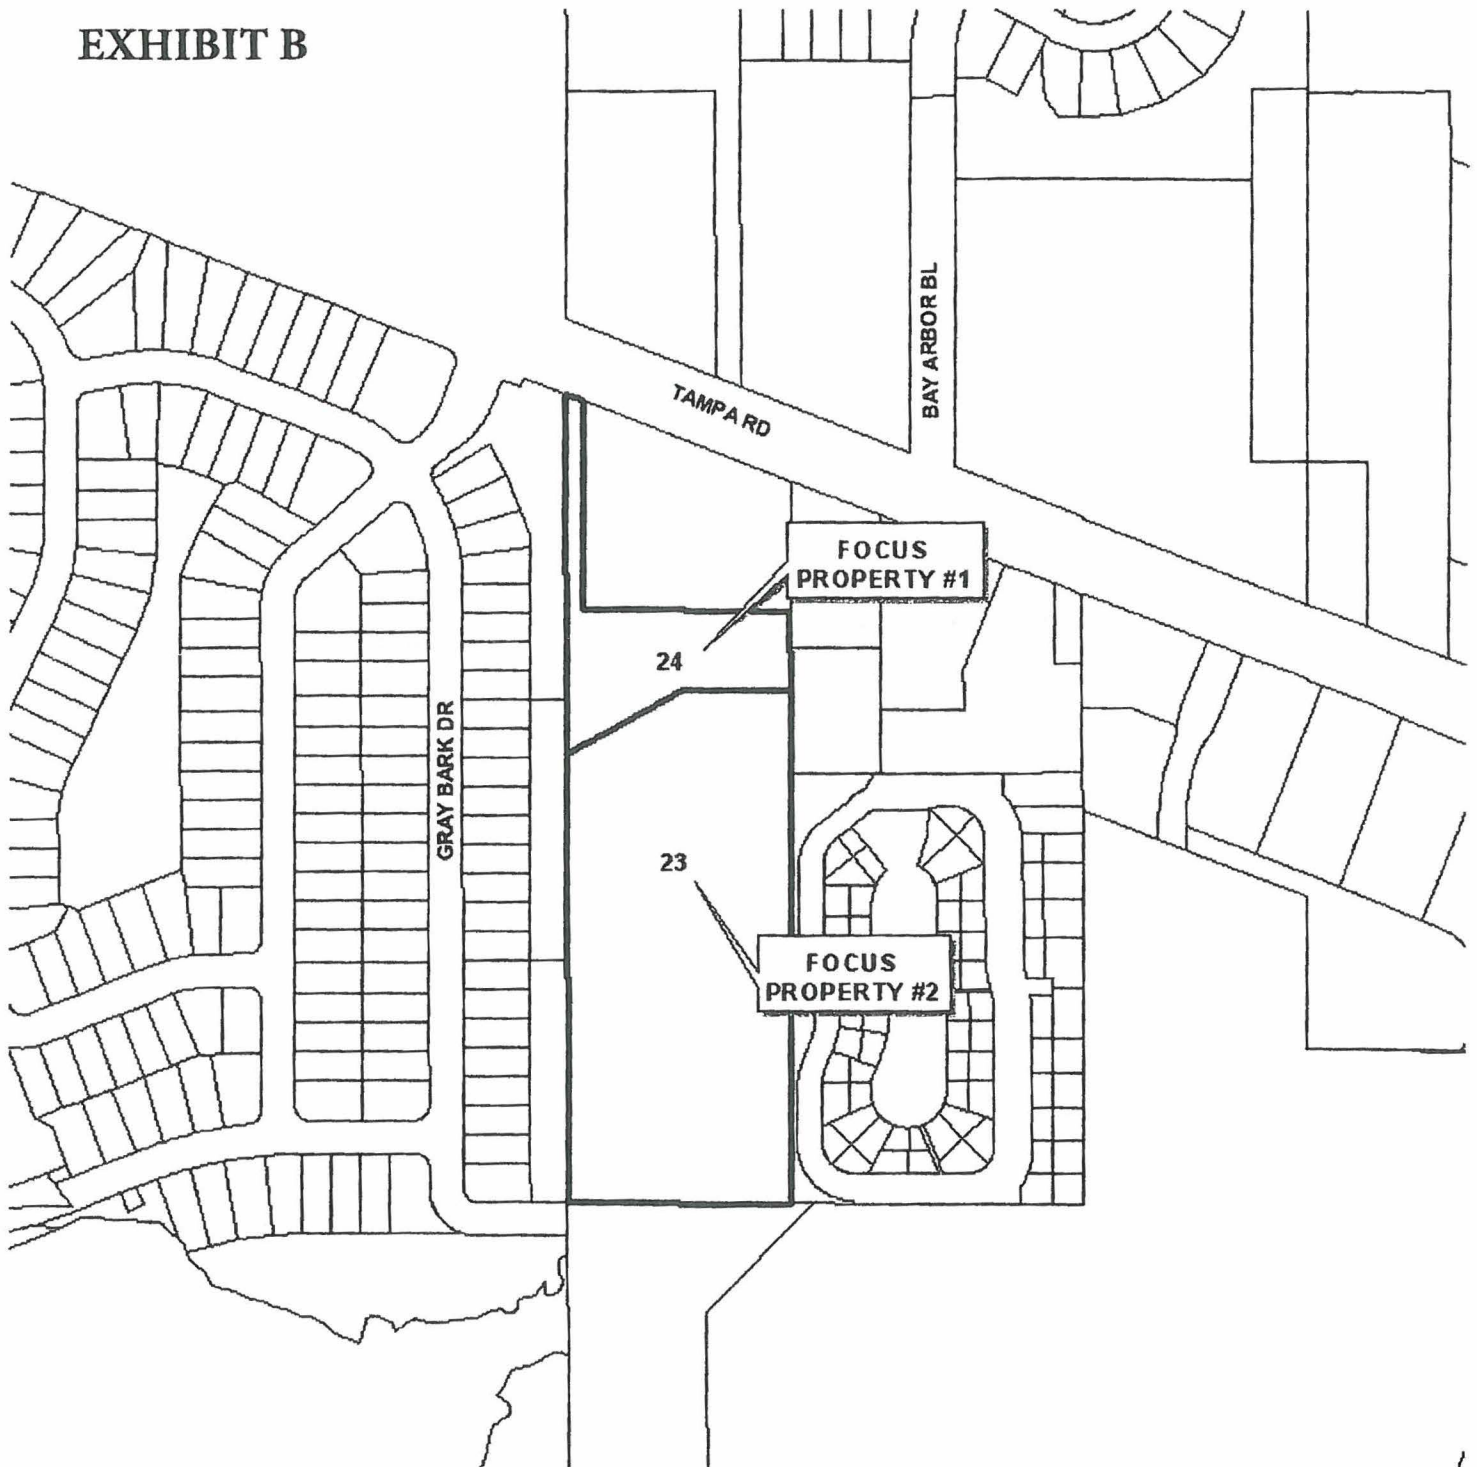 EXHIBIT B
BAY ARBOR BL
TAMPA RD
FOCUS
PROPERTY #1
24
GRAY BARK DR
23
FOCUS
PROPERTY #2